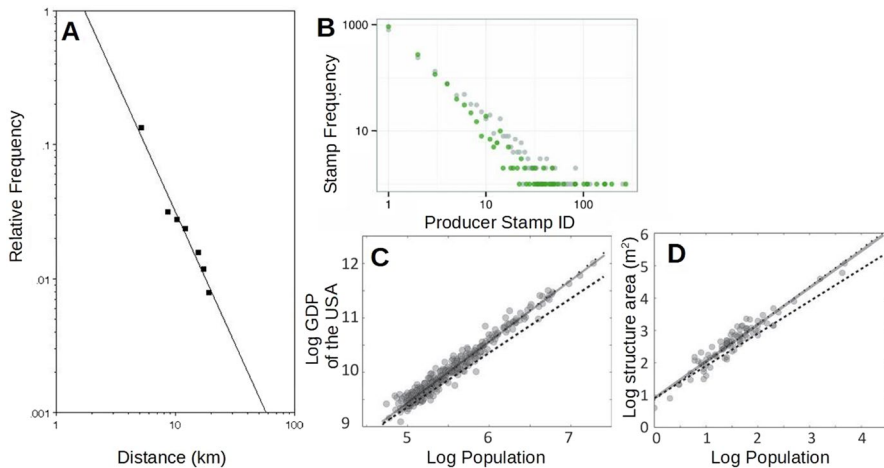 A
1
.1
.01
.001
Relative Frequency
1 10 100
Distance (km)
B
1000
10
Stamp Frequency
1 10 100
Producer Stamp ID
C
12
11
10
9
Log GDP
of the USA
5 6 7
Log Population
D
6
5
4
3
2
1
0
Log structure area (m²)
0 1 2 3 4
Log Population